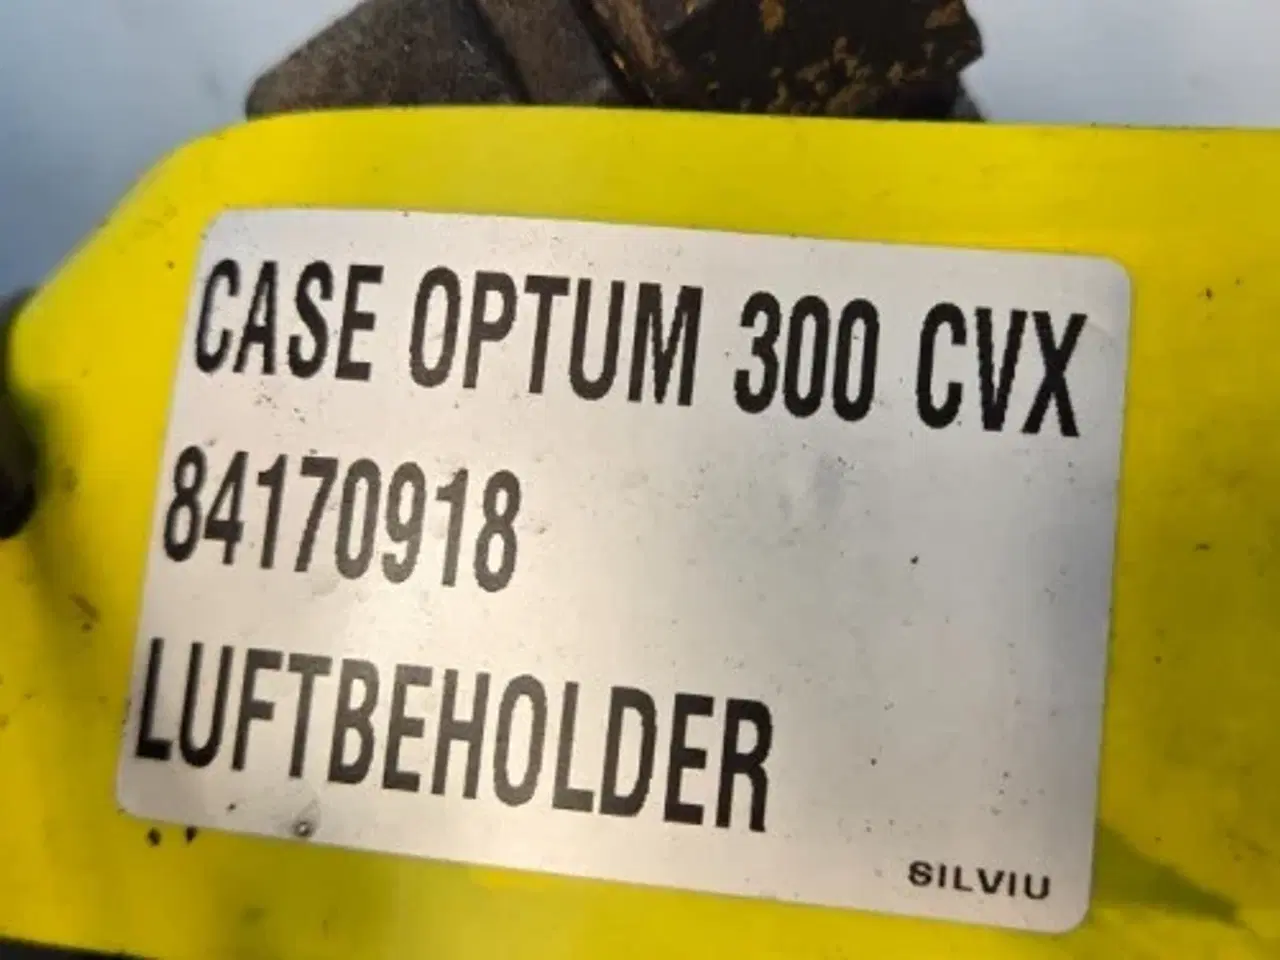 CASE OPTUM 300 CVX
84170918
LUFTBEHOLDER
SILVIU